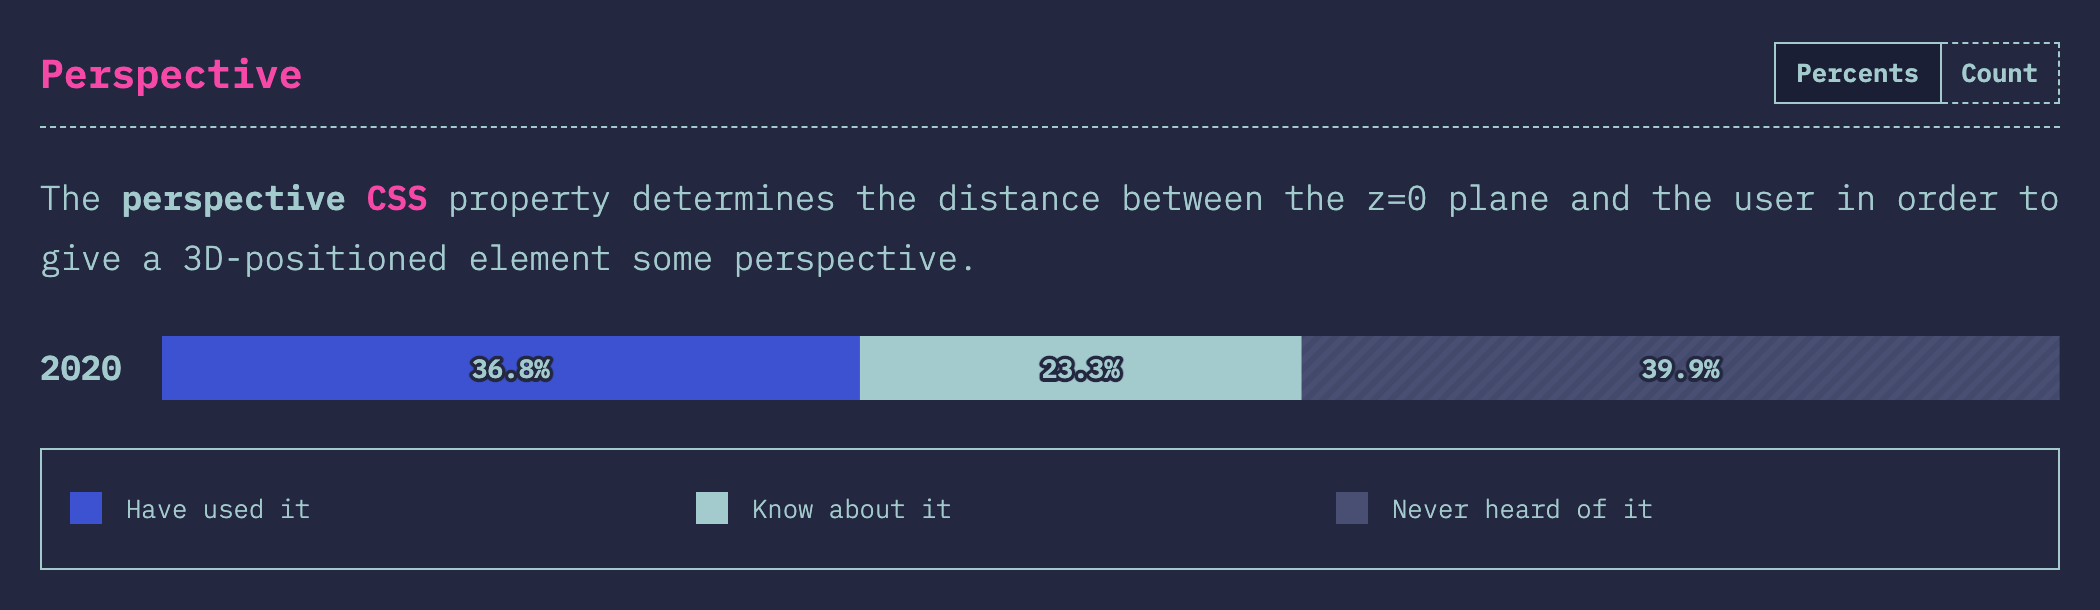 Perspective
Percents Count
The perspective CSS property determines the distance between the z=0 plane and the user in order to
give a 3D-positioned element some perspective.
2020 36.8% 23.3% 39.9%
Have used it Know about it Never heard of it